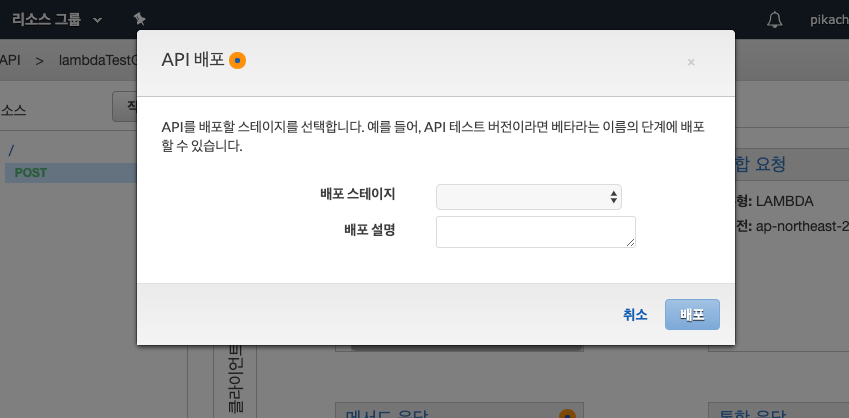 리소스 그룹
pikach
API > lambdaTest
API 배포
×
소스
API를 배포할 스테이지를 선택합니다. 예를 들어, API 테스트 버전이라면 베타라는 이름의 단계에 배포
할 수 있습니다.
/
POST
합 요청
배포 스테이지
형: LAMBDA
배포 설명
전: ap-northeast-2
취소
배포
클라이언트
메서드 응답
통합 응답